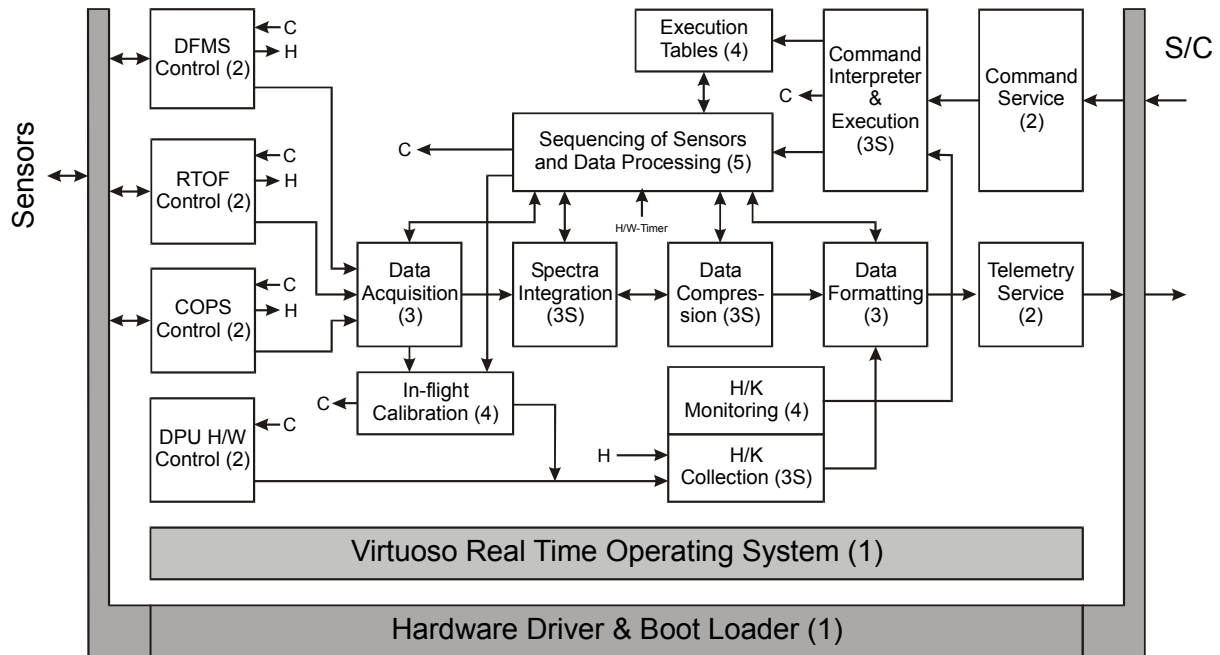 Sensors
S/C
DFMS
Control (2)
C
H
RTOF
Control (2)
C
H
COPS
Control (2)
C
H
DPU H/W
Control (2)
C
Execution
Tables (4)
Command
Interpreter
&
Execution
(3S)
C
Command
Service
(2)
Sequencing of Sensors
and Data Processing (5)
C
H/W-Timer
Data
Acquisition
(3)
Spectra
Integration
(3S)
Data
Compres-
sion (3S)
Data
Formatting
(3)
Telemetry
Service
(2)
In-flight
Calibration (4)
C
H/K
Monitoring (4)
H/K
Collection (3S)
H
Virtuoso Real Time Operating System (1)
Hardware Driver & Boot Loader (1)